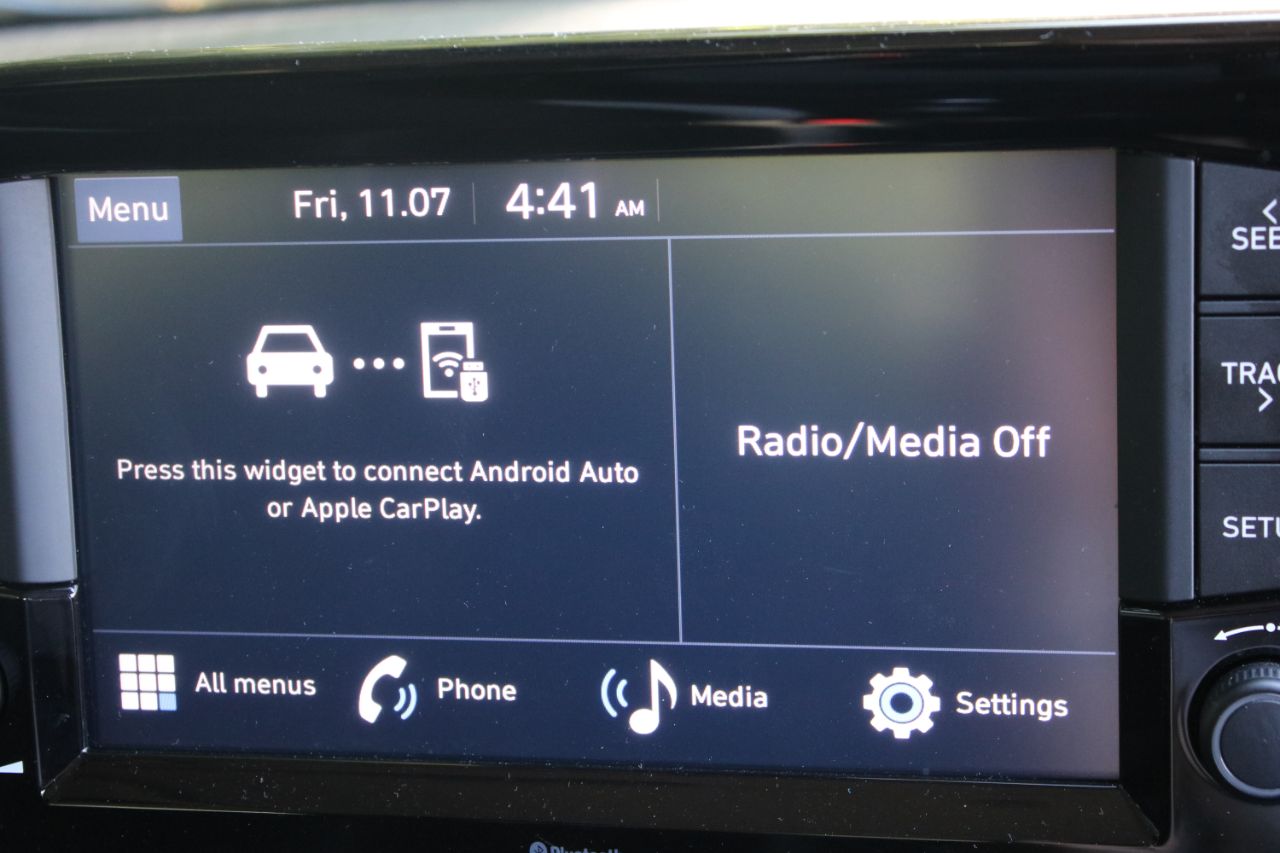 Menu
Fri, 11.07
4:41 AM
Press this widget to connect Android Auto
or Apple CarPlay.
Radio/Media Off
All menus
Phone
Media
Settings